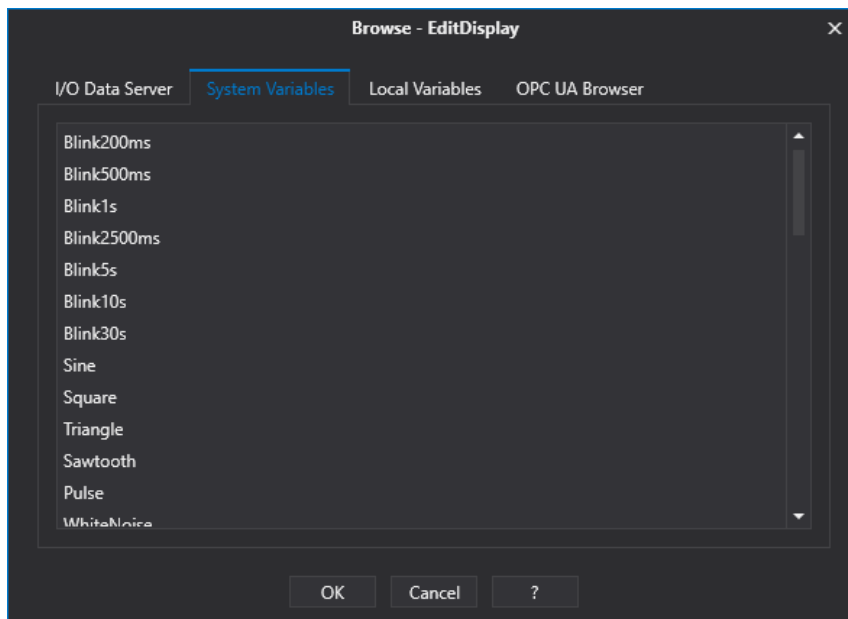 Browse - EditDisplay
I/O Data Server System Variables Local Variables OPC UA Browser
Blink200ms
Blink500ms
Blink1s
Blink2500ms
Blink5s
Blink10s
Blink30s
Sine
Square
Triangle
Sawtooth
Pulse
WhiteNoise
OK Cancel ?